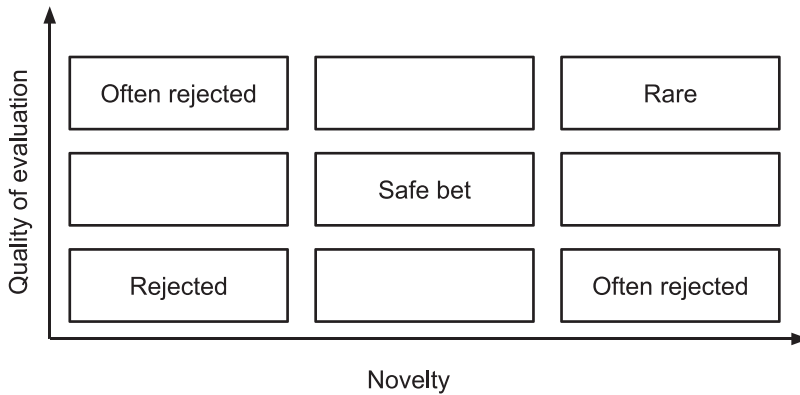 Quality of evaluation
Often rejected
Rare
Safe bet
Rejected
Often rejected
Novelty